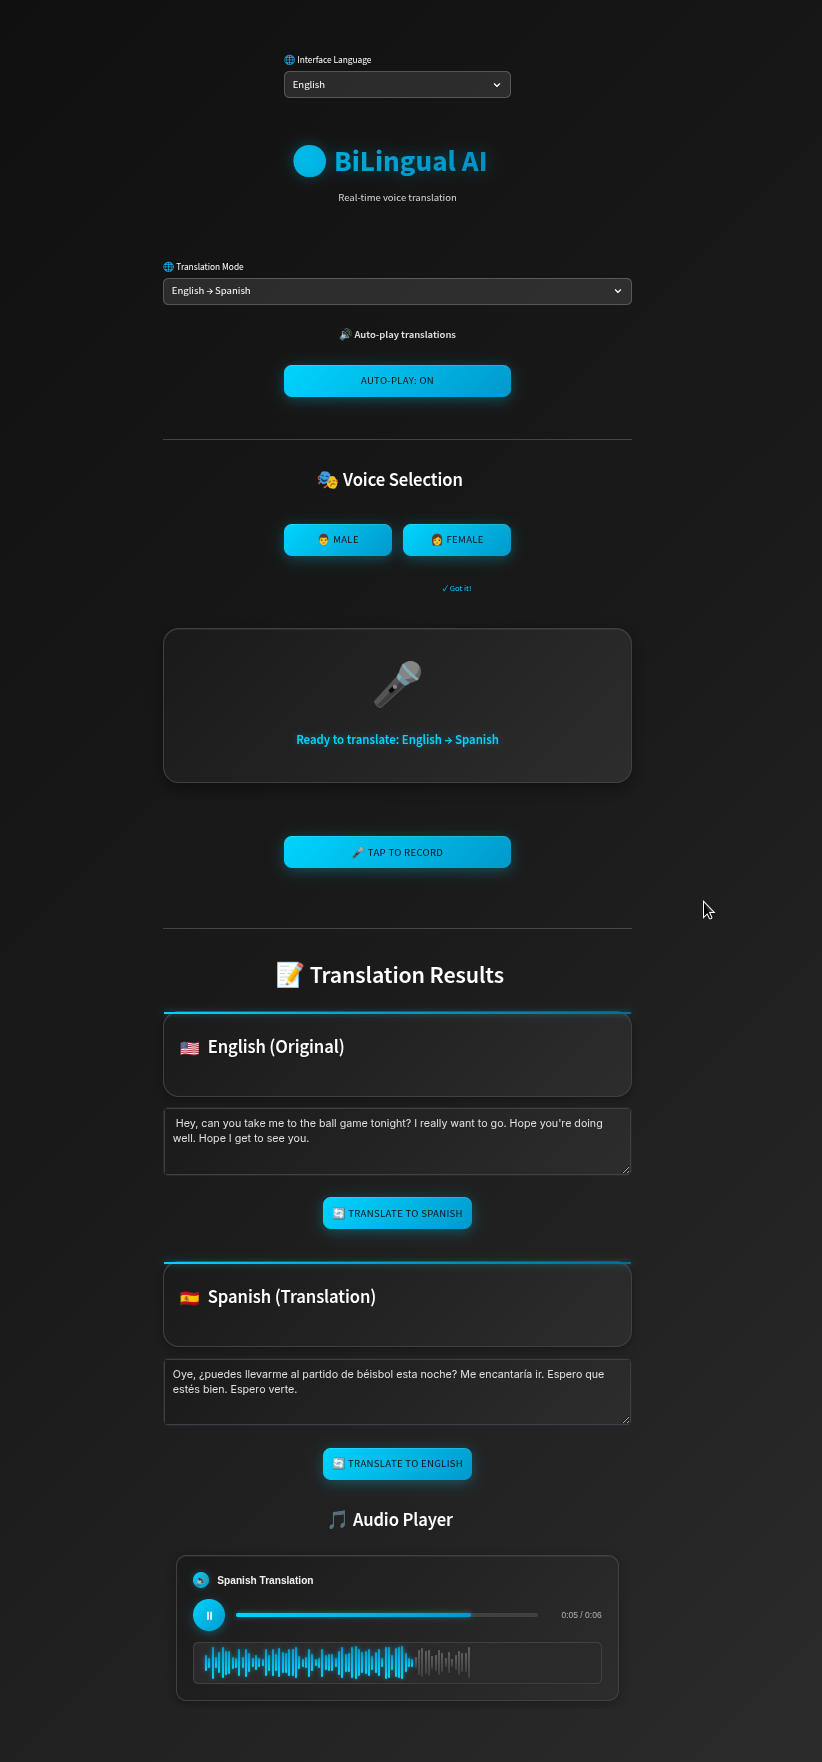 🌐 Interface Language
English
BiLingual AI
Real-time voice translation
🌐 Translation Mode
English → Spanish
🔊 Auto-play translations
AUTO-PLAY: ON
🎭 Voice Selection
👨 MALE
👩 FEMALE
✓ Got it!
Ready to translate: English → Spanish
🎤 TAP TO RECORD
📝 Translation Results
🇺🇸 English (Original)
Hey, can you take me to the ball game tonight? I really want to go. Hope you're doing
well. Hope I get to see you.
🔄 TRANSLATE TO SPANISH
🇪🇸 Spanish (Translation)
Oye, ¿puedes llevarme al partido de béisbol esta noche? Me encantaría ir. Espero que
estés bien. Espero verte.
🔄 TRANSLATE TO ENGLISH
🎵 Audio Player
🔊 Spanish Translation
0:05 / 0:06